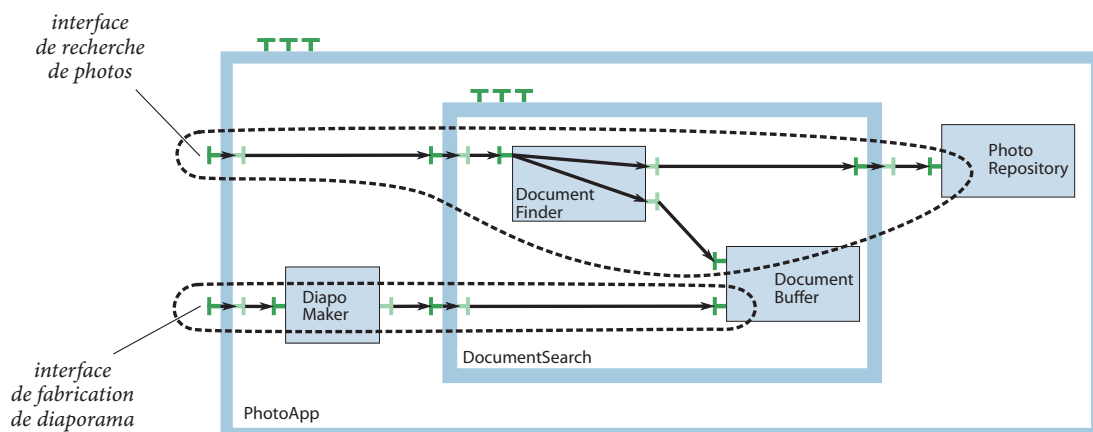 interface
de recherche
de photos
Photo
Repository
Document
Finder
Document
Buffer
Diapo
Maker
DocumentSearch
interface
de fabrication
de diaporama
PhotoApp